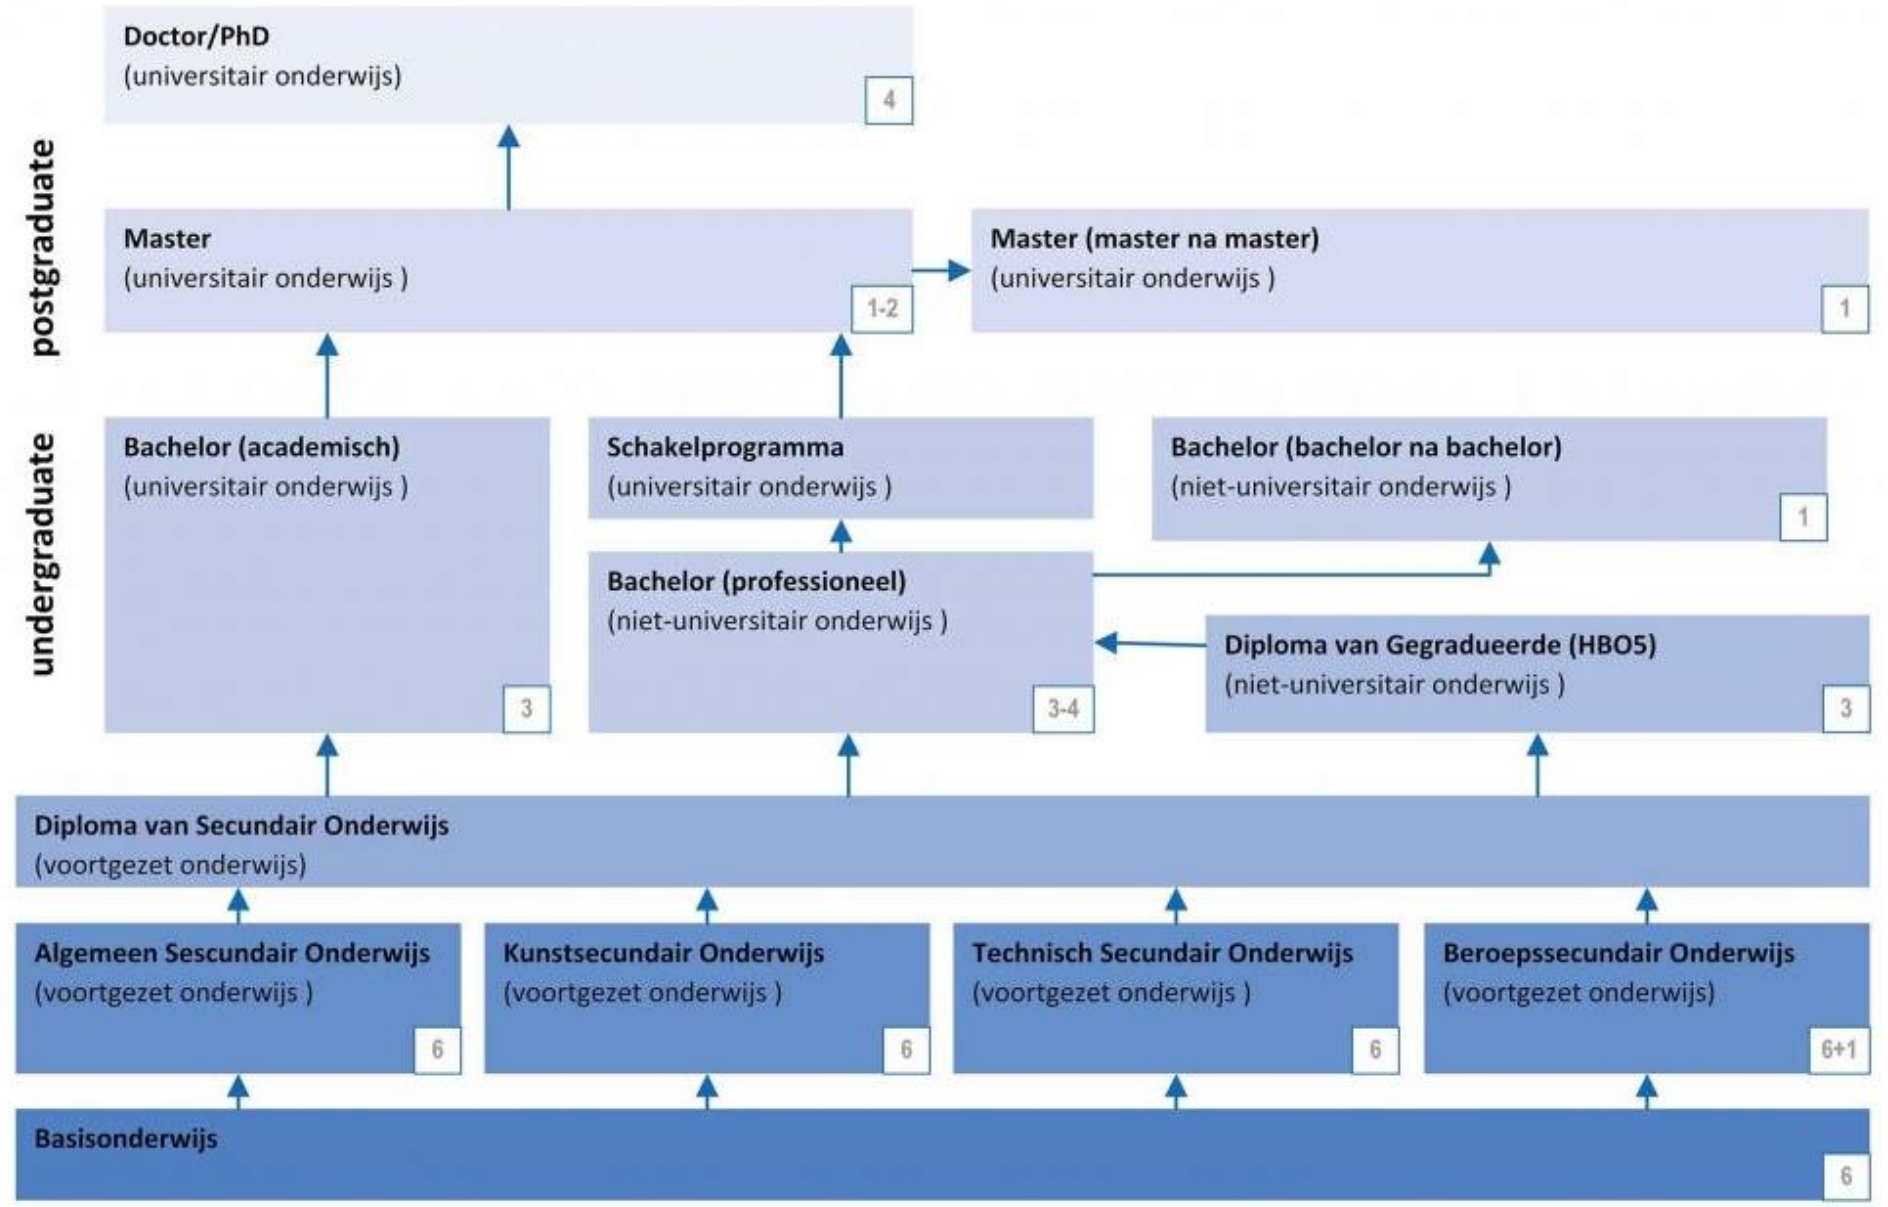 Doctor/PhD
(universitair onderwijs)
4
postgraduate
Master
(universitair onderwijs )
1-2
Master (master na master)
(universitair onderwijs )
1
undergraduate
Bachelor (academisch)
(universitair onderwijs )
3
Schakelprogramma
(universitair onderwijs )
Bachelor (bachelor na bachelor)
(niet-universitair onderwijs )
1
Bachelor (professioneel)
(niet-universitair onderwijs )
3-4
Diploma van Gegradueerde (HBO5)
(niet-universitair onderwijs )
3
Diploma van Secundair Onderwijs
(voortgezet onderwijs)
Algemeen Sescundair Onderwijs
(voortgezet onderwijs )
6
Kunstsecundair Onderwijs
(voortgezet onderwijs )
6
Technisch Secundair Onderwijs
(voortgezet onderwijs )
6
Beroepssecundair Onderwijs
(voortgezet onderwijs)
6+1
Basisonderwijs
6